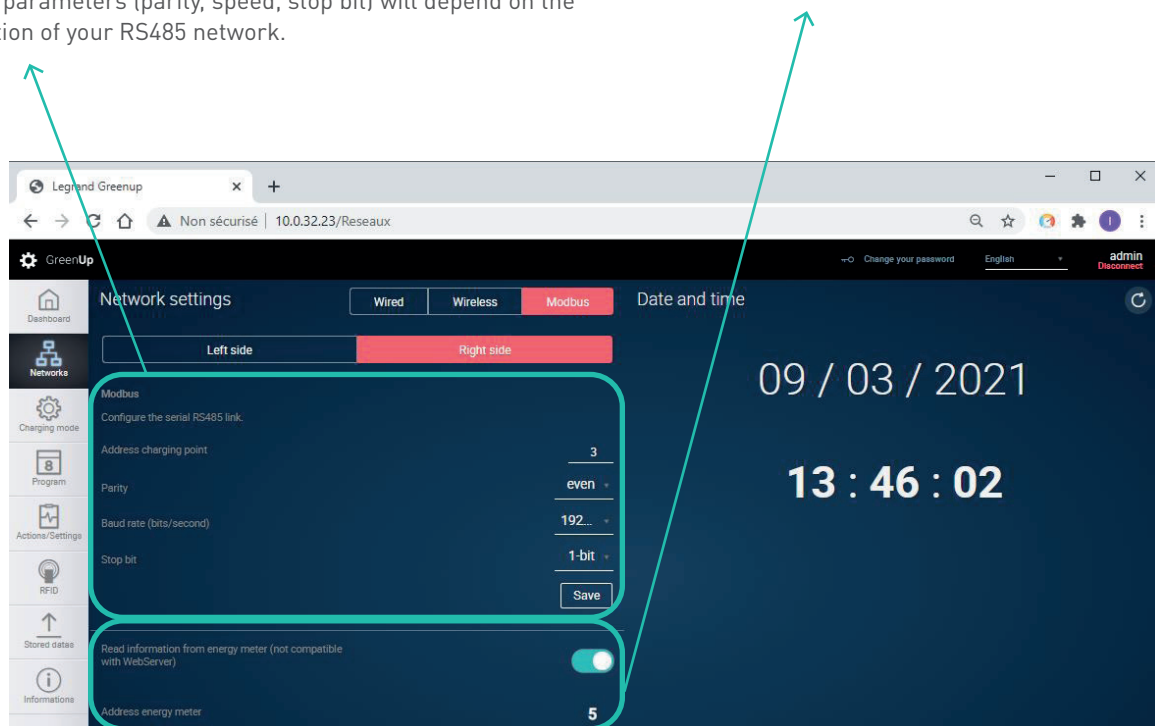 parameters (parity, speed, stop bit) will depend on the
tion of your RS485 network.
Legrand Greenup
Non sécurisé | 10.0.32.23/Reseaux
GreenUp
Change your password
English
admin
Disconnect
Dashboard
Network settings
Wired
Wireless
Modbus
Date and time
Left side
Right side
Networks
09 / 03 / 2021
Modbus
Configure the serial RS485 link.
Charging mode
Address charging point
3
8
Program
Parity
even
13 : 46 : 02
Baud rate (bits/second)
192...
Actions/Settings
Stop bit
1-bit
RFID
Save
Stored datas
Read information from energy meter (not compatible
with WebServer)
Informations
Address energy meter
5